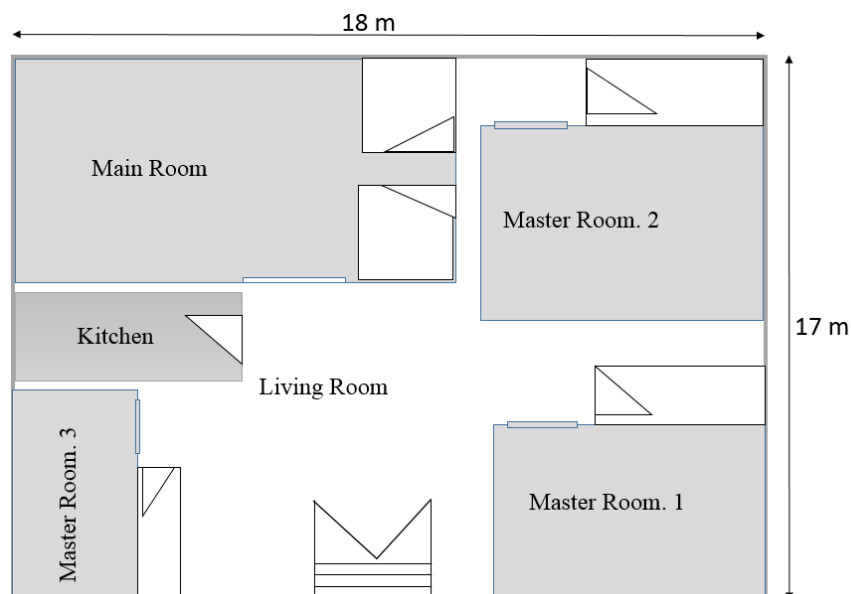 18 m
Main Room
Master Room. 2
17 m
Kitchen
Living Room
Master Room. 3
Master Room. 1